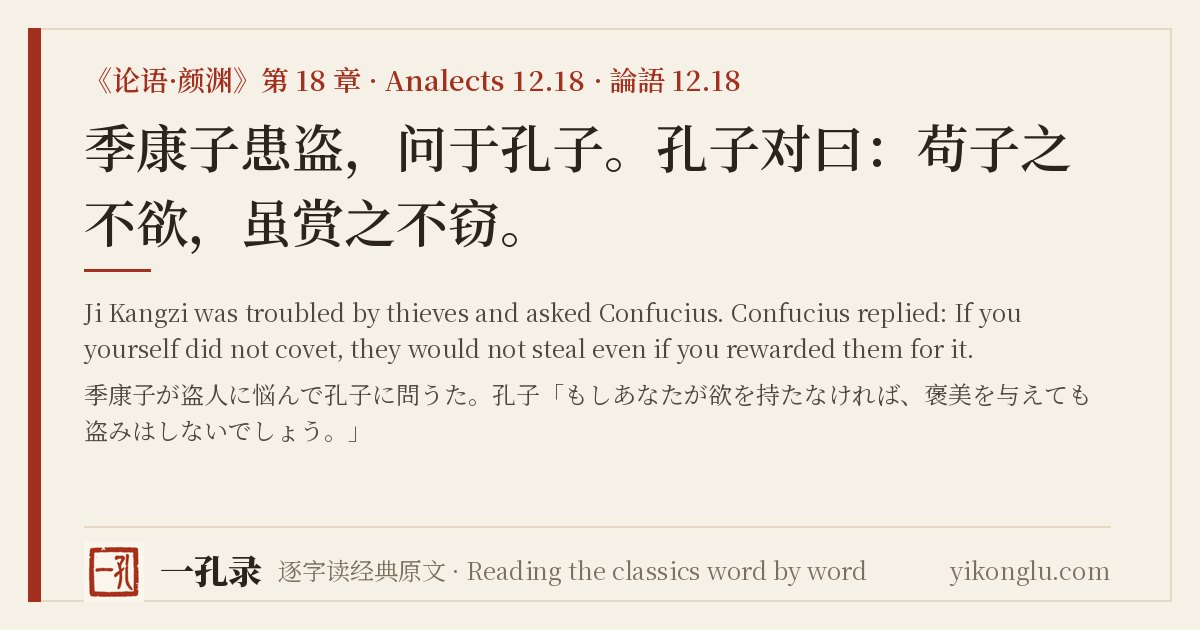 《论语·颜渊》第 18 章 · Analects 12.18 · 論語 12.18
季康子患盗，问于孔子。孔子对曰：苟子之
不欲，虽赏之不窃。
Ji Kangzi was troubled by thieves and asked Confucius. Confucius replied: If you
yourself did not covet, they would not steal even if you rewarded them for it.
季康子が盗人に悩んで孔子に問うた。孔子「もしあなたが欲を持たなければ、褒美を与えても
盗みはしないでしょう。」
一孔
一孔录 逐字读经典原文 · Reading the classics word by word yikonglu.com